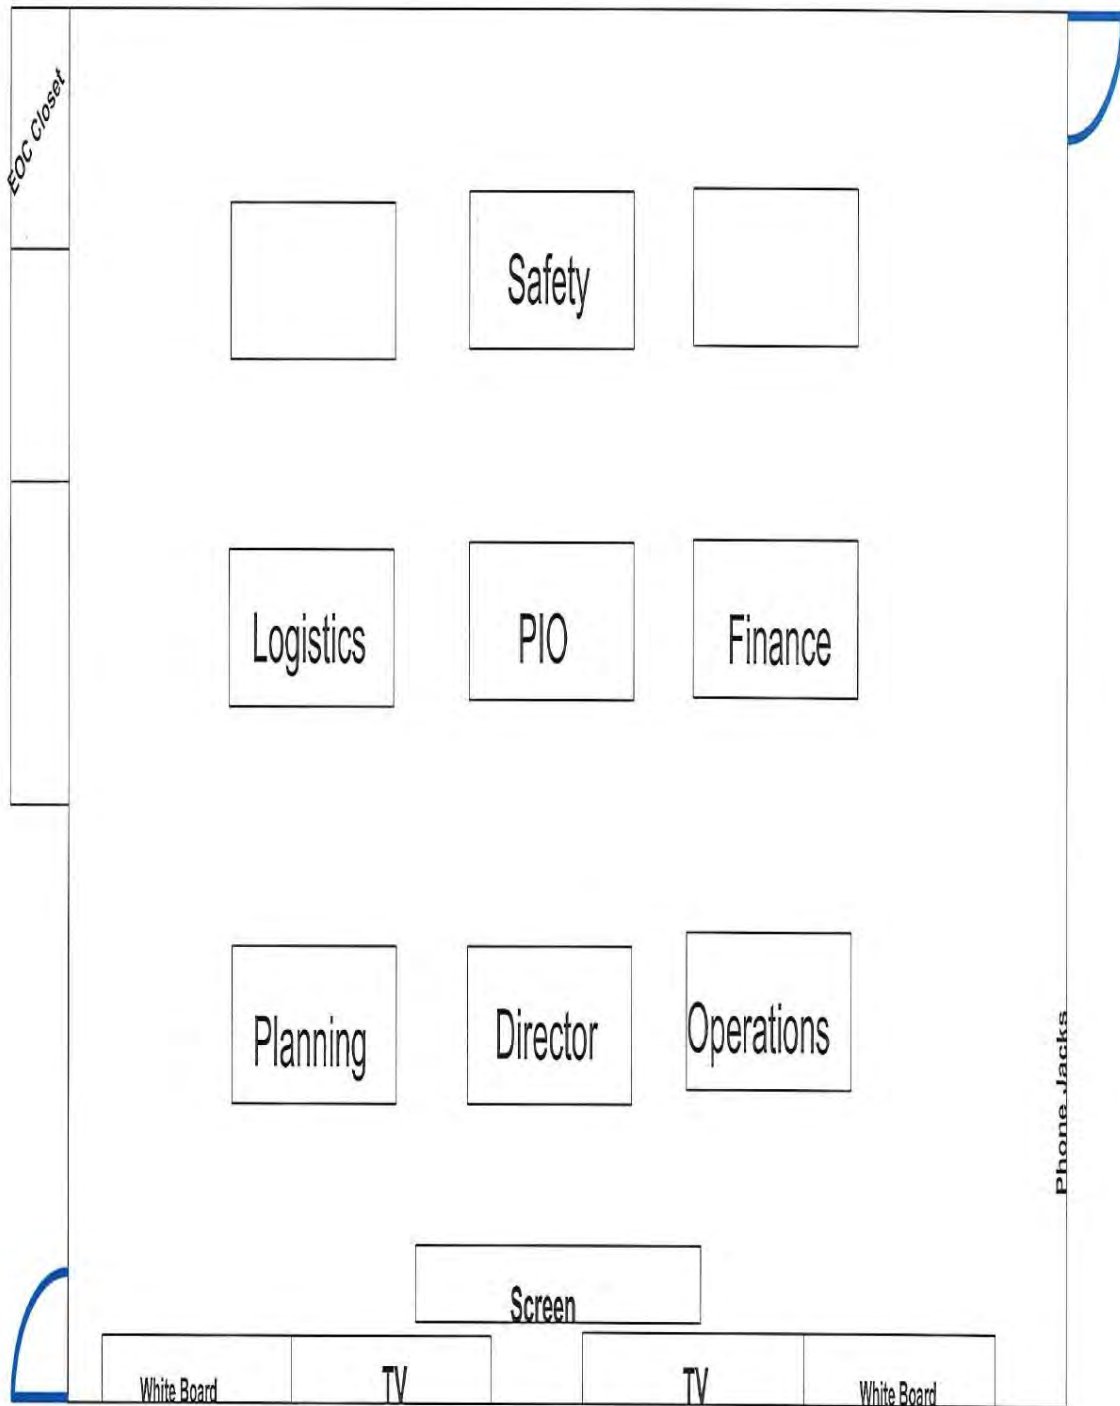 EOC Closet
Safety
Logistics
PIO
Finance
Planning
Director
Operations
Phone Jacks
Screen
White Board
TV
TV
White Board